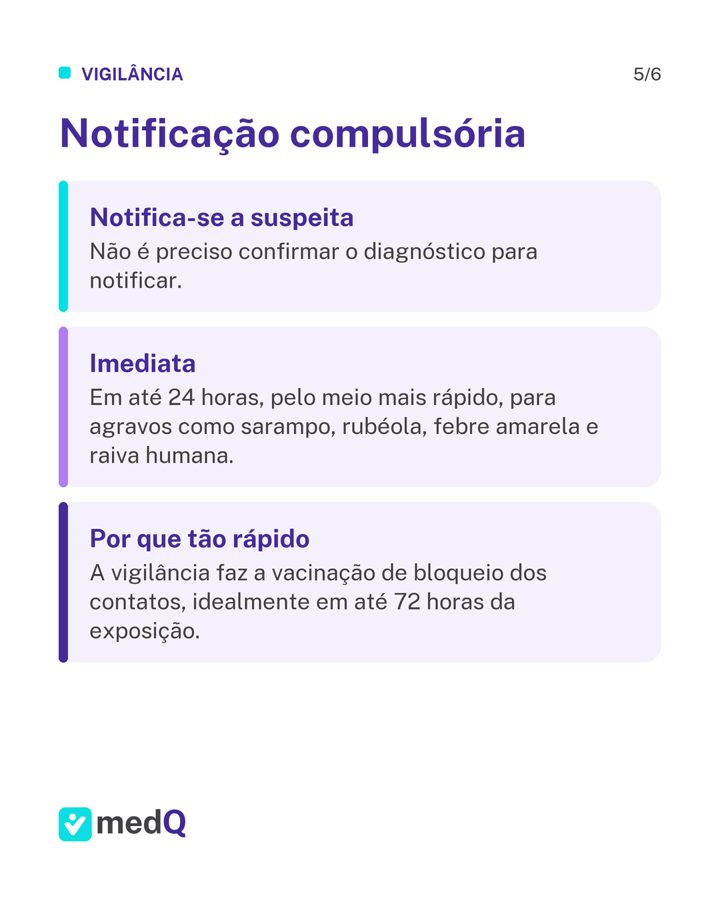 VIGILÂNCIA
5/6
Notificação compulsória
Notifica-se a suspeita
Não é preciso confirmar o diagnóstico para
notificar.
Imediata
Em até 24 horas, pelo meio mais rápido, para
agravos como sarampo, rubéola, febre amarela e
raiva humana.
Por que tão rápido
A vigilância faz a vacinação de bloqueio dos
contatos, idealmente em até 72 horas da
exposição.
medQ